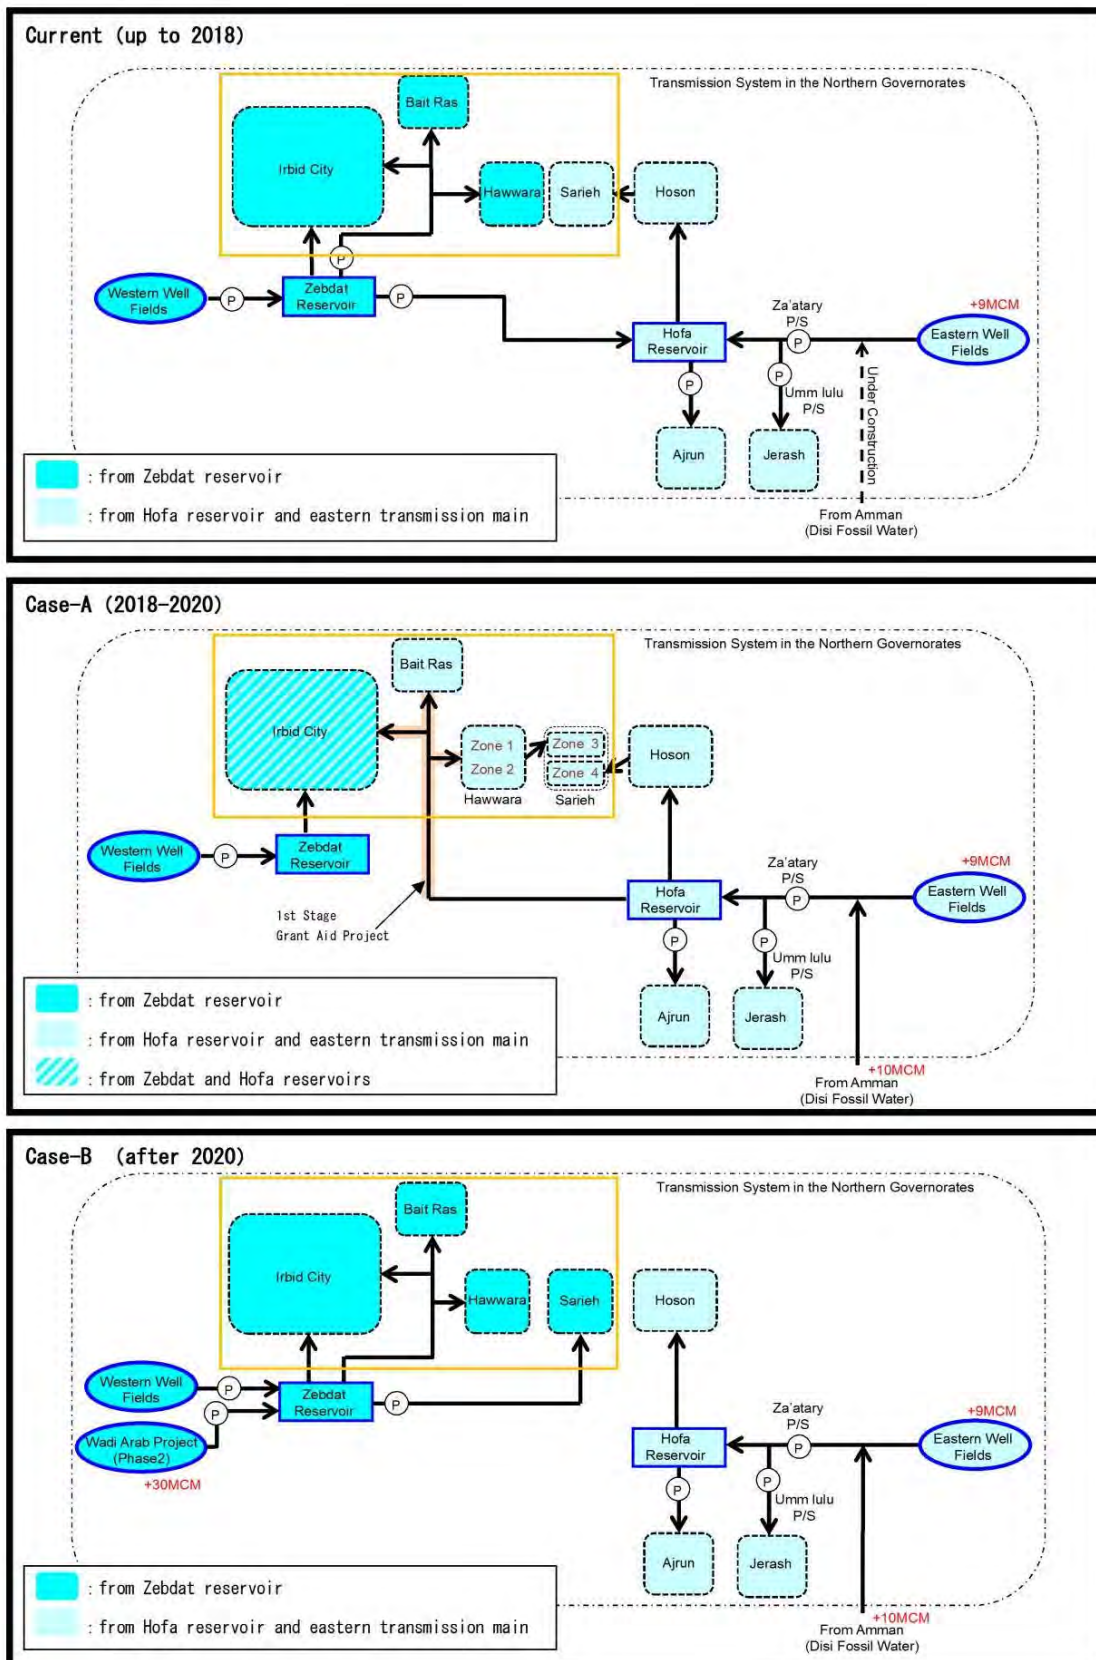 Current (up to 2018)
Transmission System in the Northern Governorates
Bait Ras
Irbid City
Hawwara
Sarieh
Hoson
P
Western Well
Fields
P
Zebdat
Reservoir
P
Hofa
Reservoir
Za'atary
P/S
P
+9MCM
Eastern Well
Fields
P
P
Umm lulu
P/S
Under Construction
Ajrun
Jerash
From Amman
(Disi Fossil Water)
: from Zebdat reservoir
: from Hofa reservoir and eastern transmission main
Case-A (2018-2020)
Transmission System in the Northern Governorates
Bait Ras
Irbid City
Zone 1
Zone 2
Hawwara
Zone 3
Zone 4
Sarieh
Hoson
Western Well
Fields
P
Zebdat
Reservoir
1st Stage
Grant Aid Project
Hofa
Reservoir
Za'atary
P/S
P
+9MCM
Eastern Well
Fields
P
P
Umm lulu
P/S
Ajrun
Jerash
+10MCM
From Amman
(Disi Fossil Water)
: from Zebdat reservoir
: from Hofa reservoir and eastern transmission main
: from Zebdat and Hofa reservoirs
Case-B (after 2020)
Transmission System in the Northern Governorates
Bait Ras
Irbid City
Hawwara
Sarieh
Hoson
Western Well
Fields
P
Zebdat
Reservoir
P
Wadi Arab Project
(Phase2)
P
+30MCM
Hofa
Reservoir
Za'atary
P/S
P
+9MCM
Eastern Well
Fields
P
P
Umm lulu
P/S
Ajrun
Jerash
+10MCM
From Amman
(Disi Fossil Water)
: from Zebdat reservoir
: from Hofa reservoir and eastern transmission main